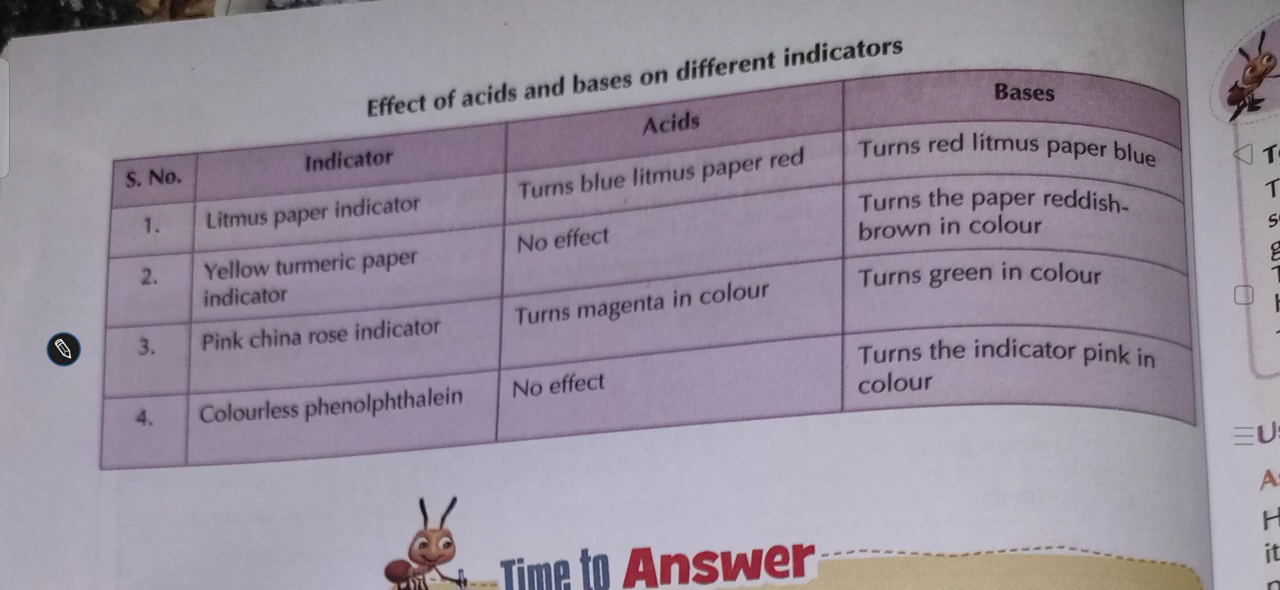 Effect of acids and bases on different indicators
S. No. Indicator Acids Bases
1. Litmus paper indicator Turns blue litmus paper red Turns red litmus paper blue
2. Yellow turmeric paper
indicator No effect Turns the paper reddish-
brown in colour
3. Pink china rose indicator Turns magenta in colour Turns green in colour
4. Colourless phenolphthalein No effect Turns the indicator pink in
colour
Time to Answer